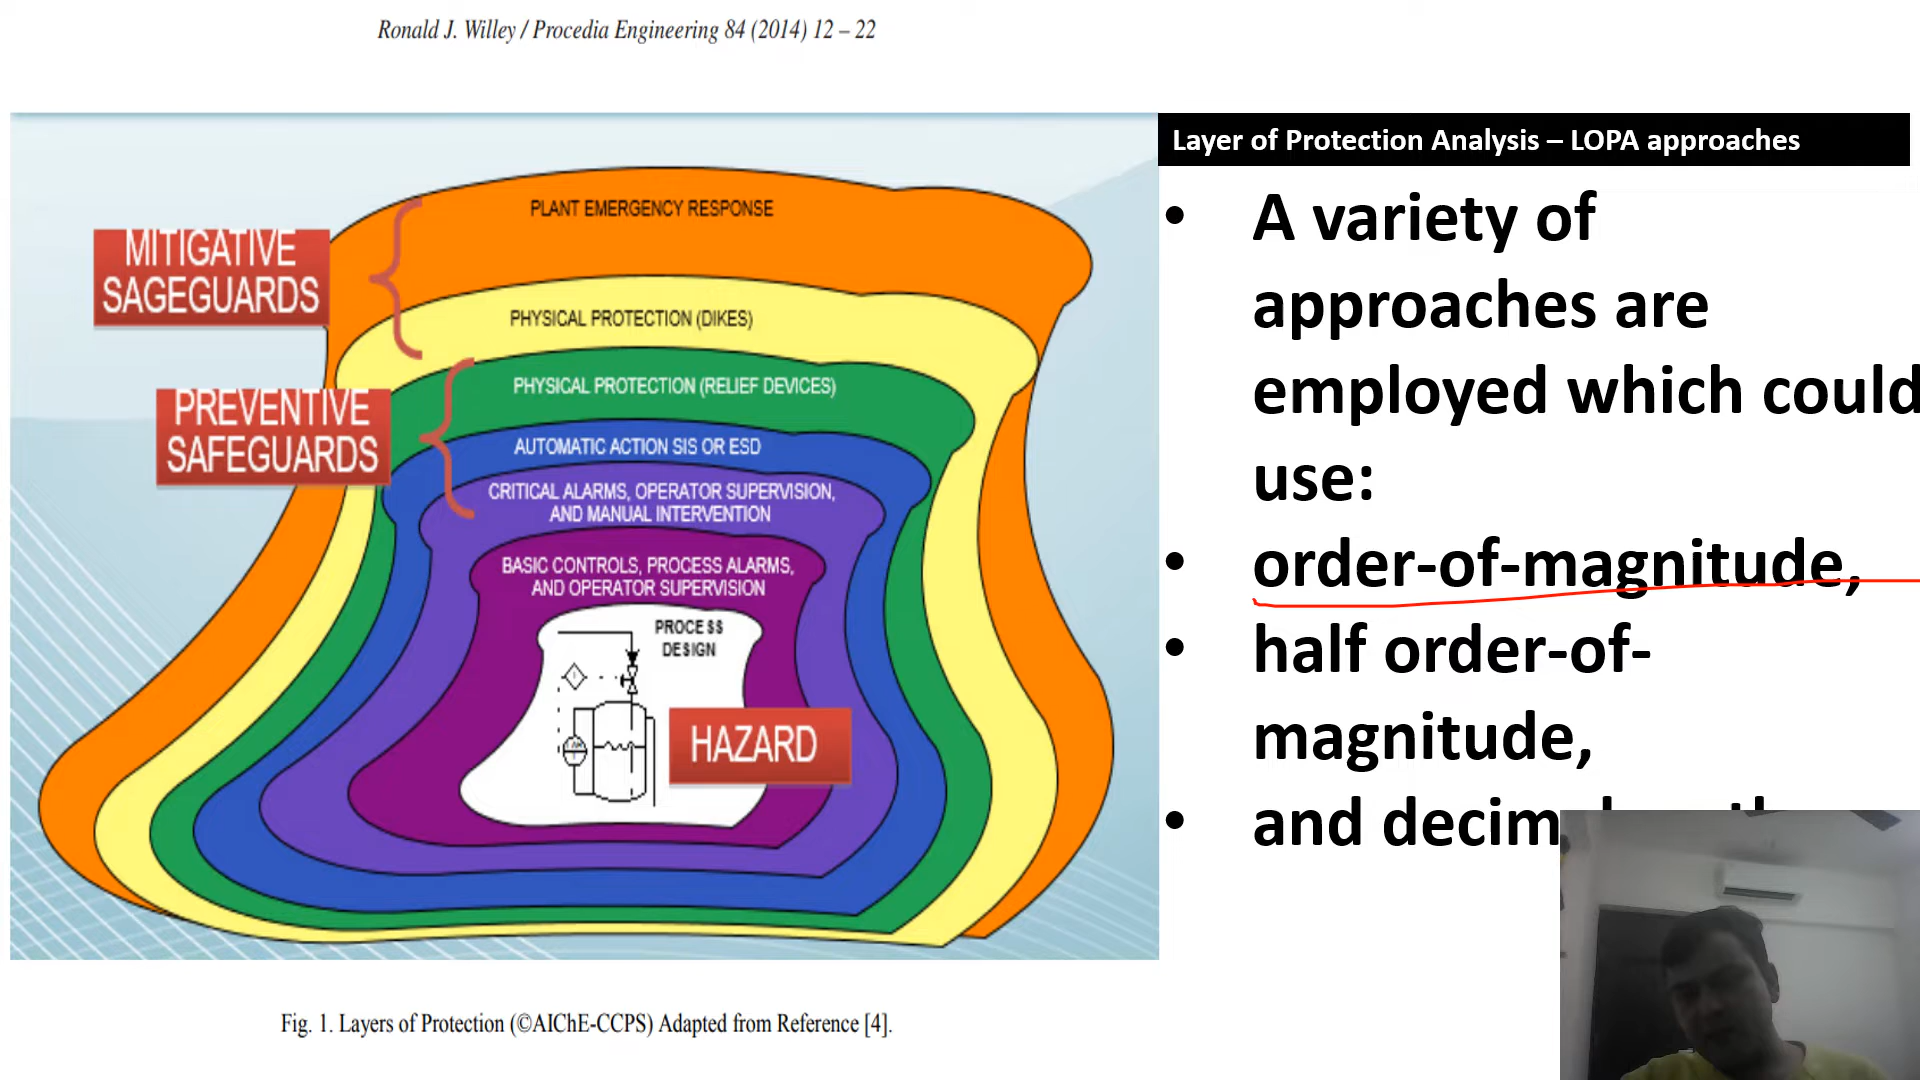 Ronald J. Willey / Procedia Engineering 84 (2014) 12 – 22
Layer of Protection Analysis – LOPA approaches
PLANT EMERGENCY RESPONSE
MITIGATIVE
SAGEGUARDS
PHYSICAL PROTECTION (DIKES)
PHYSICAL PROTECTION (RELIEF DEVICES)
PREVENTIVE
SAFEGUARDS
AUTOMATIC ACTION SIS OR ESD
CRITICAL ALARMS, OPERATOR SUPERVISION,
AND MANUAL INTERVENTION
BASIC CONTROLS, PROCESS ALARMS,
AND OPERATOR SUPERVISION
PROCESS
DESIGN
HAZARD
• A variety of
approaches are
employed which could
use:
• order-of-magnitude,
• half order-of-
magnitude,
• and
Fig. 1. Layers of Protection (©AIChE-CCPS) Adapted from Reference [4].